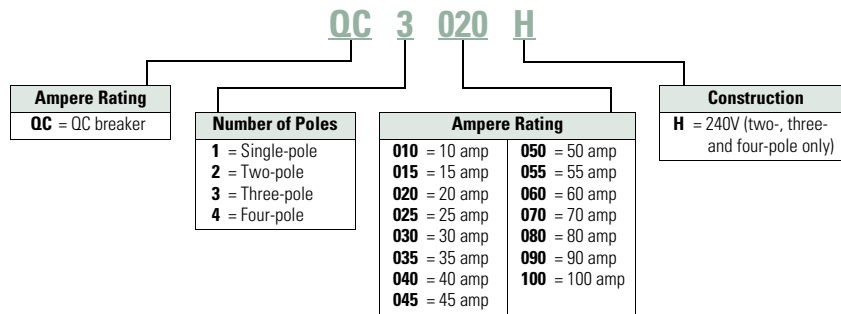 QC 3 020 H
Ampere Rating
QC = QC breaker
Number of Poles
1 = Single-pole
2 = Two-pole
3 = Three-pole
4 = Four-pole
Ampere Rating
010 = 10 amp
015 = 15 amp
020 = 20 amp
025 = 25 amp
030 = 30 amp
035 = 35 amp
040 = 40 amp
045 = 45 amp
050 = 50 amp
055 = 55 amp
060 = 60 amp
070 = 70 amp
080 = 80 amp
090 = 90 amp
100 = 100 amp
Construction
H = 240V (two-, three-
and four-pole only)